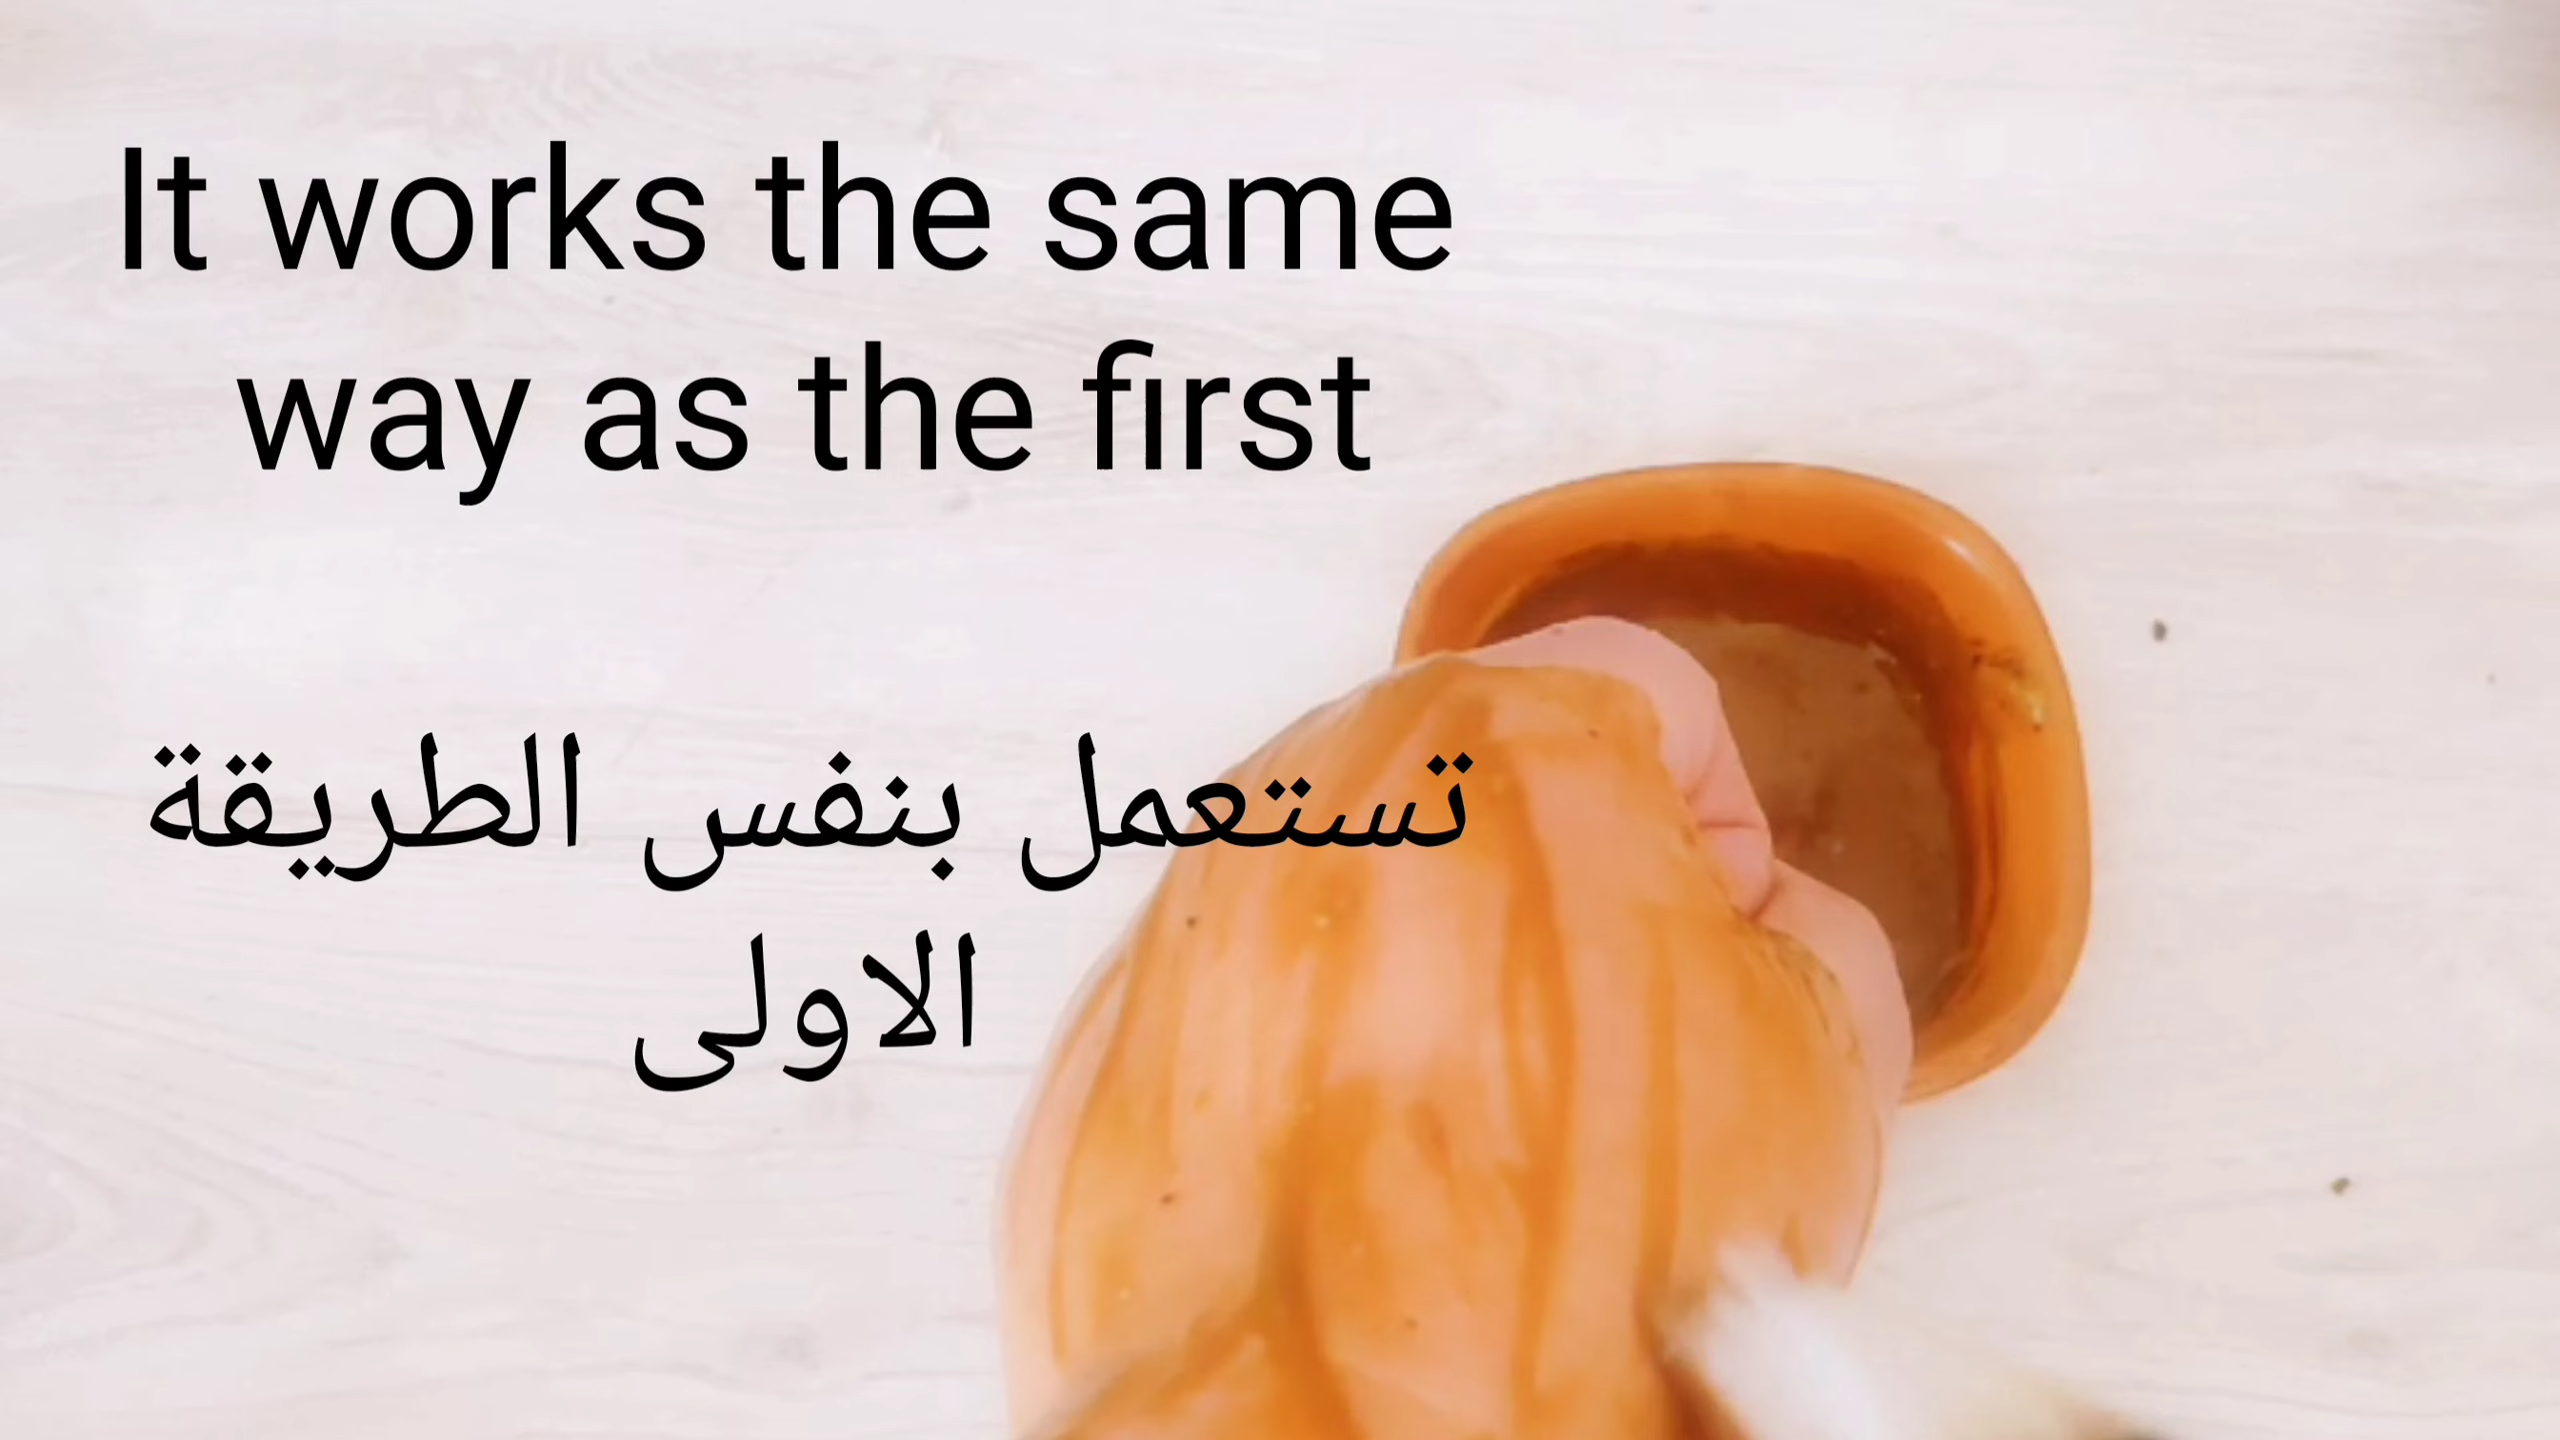 It works the same
way as the first
تستعمل بنفس الطريقة
الاولى